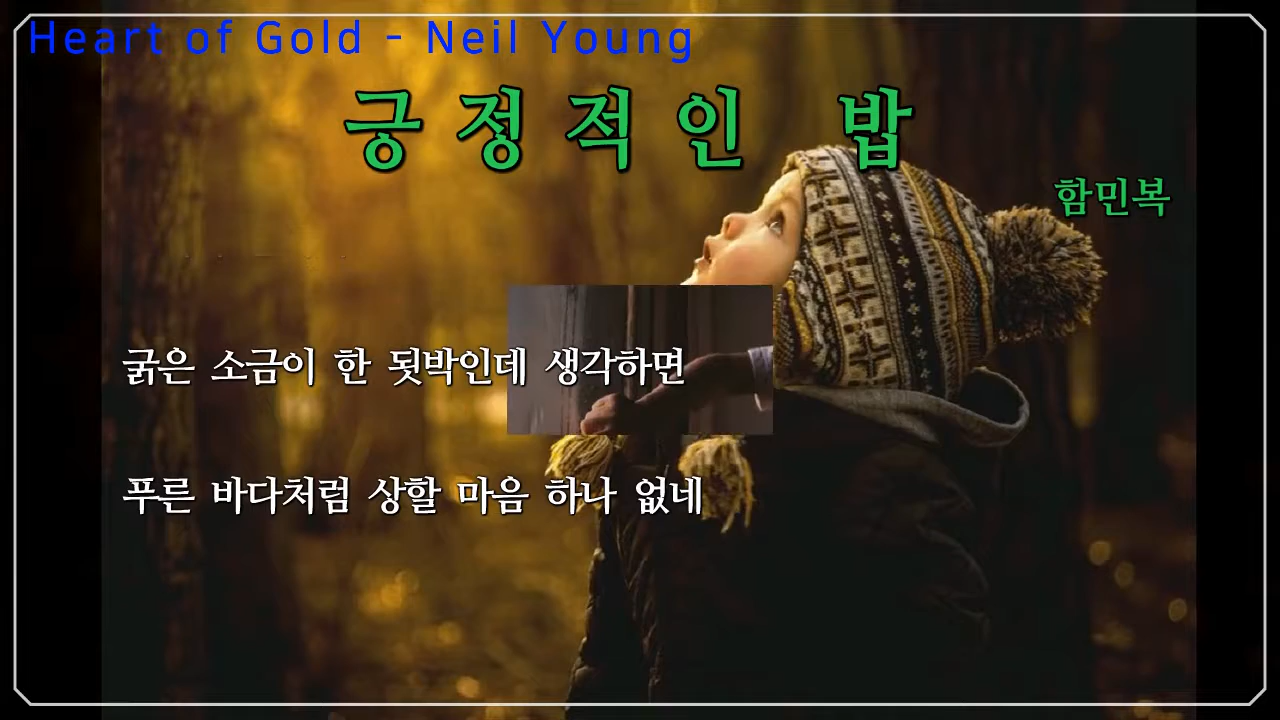 Heart of Gold - Neil Young
긍정적인 밥
함민복
굵은 소금이 한 됫박인데 생각하면
푸른 바다처럼 상할 마음 하나 없네